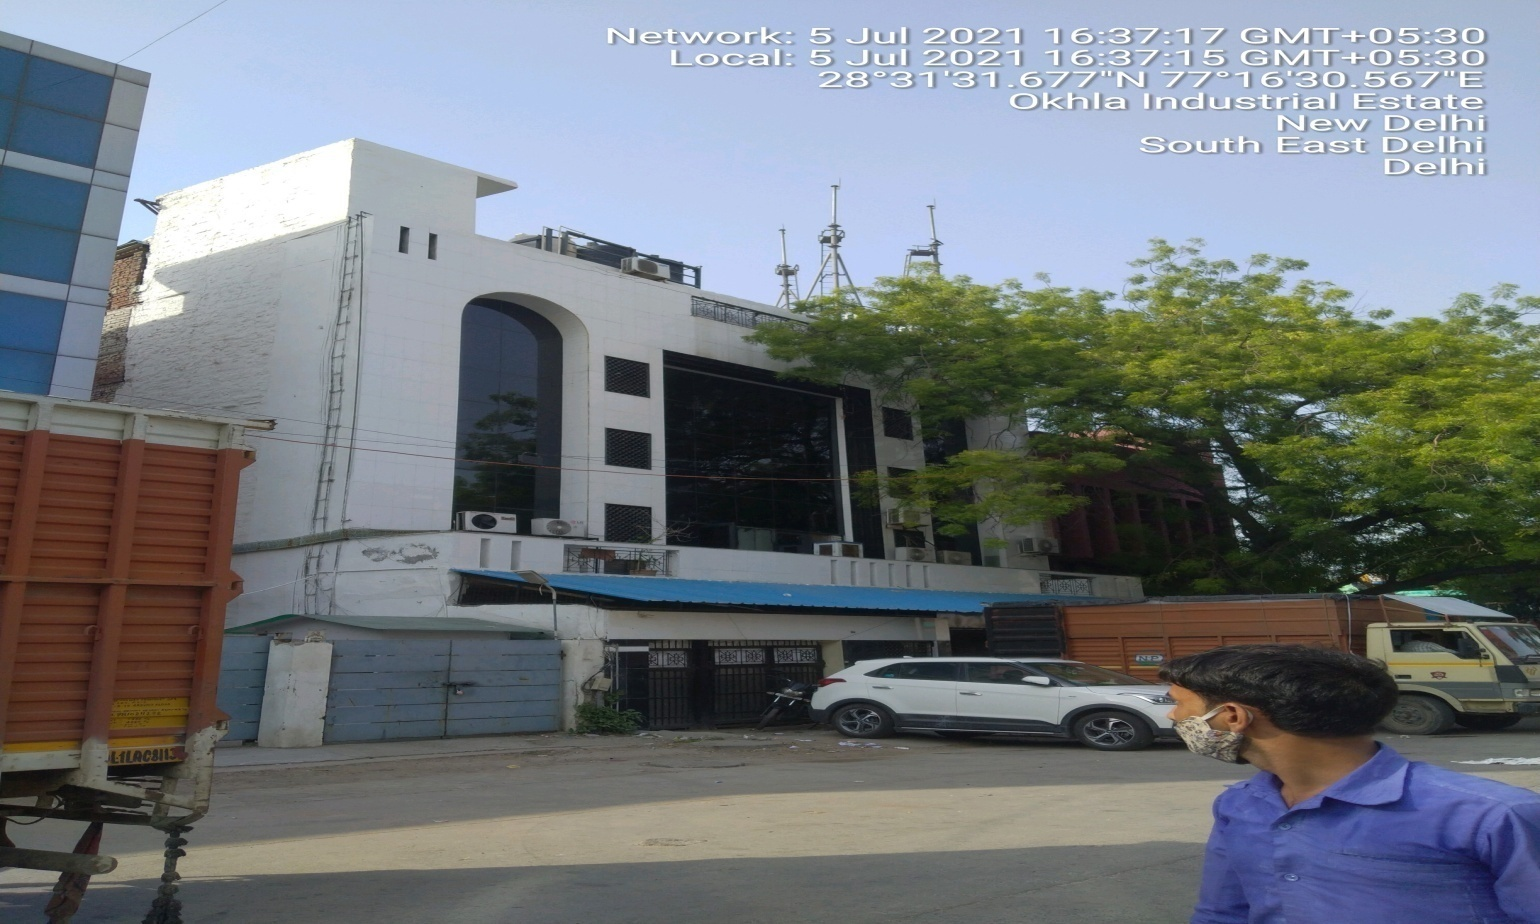 Network: 5 Jul 2021 16:37:17 GMT+05:30
Local: 5 Jul 2021 16:37:15 GMT+05:30
28°31'31.677"N 77°16'30.567"E
Okhla Industrial Estate
New Delhi
South East Delhi
Delhi
NP